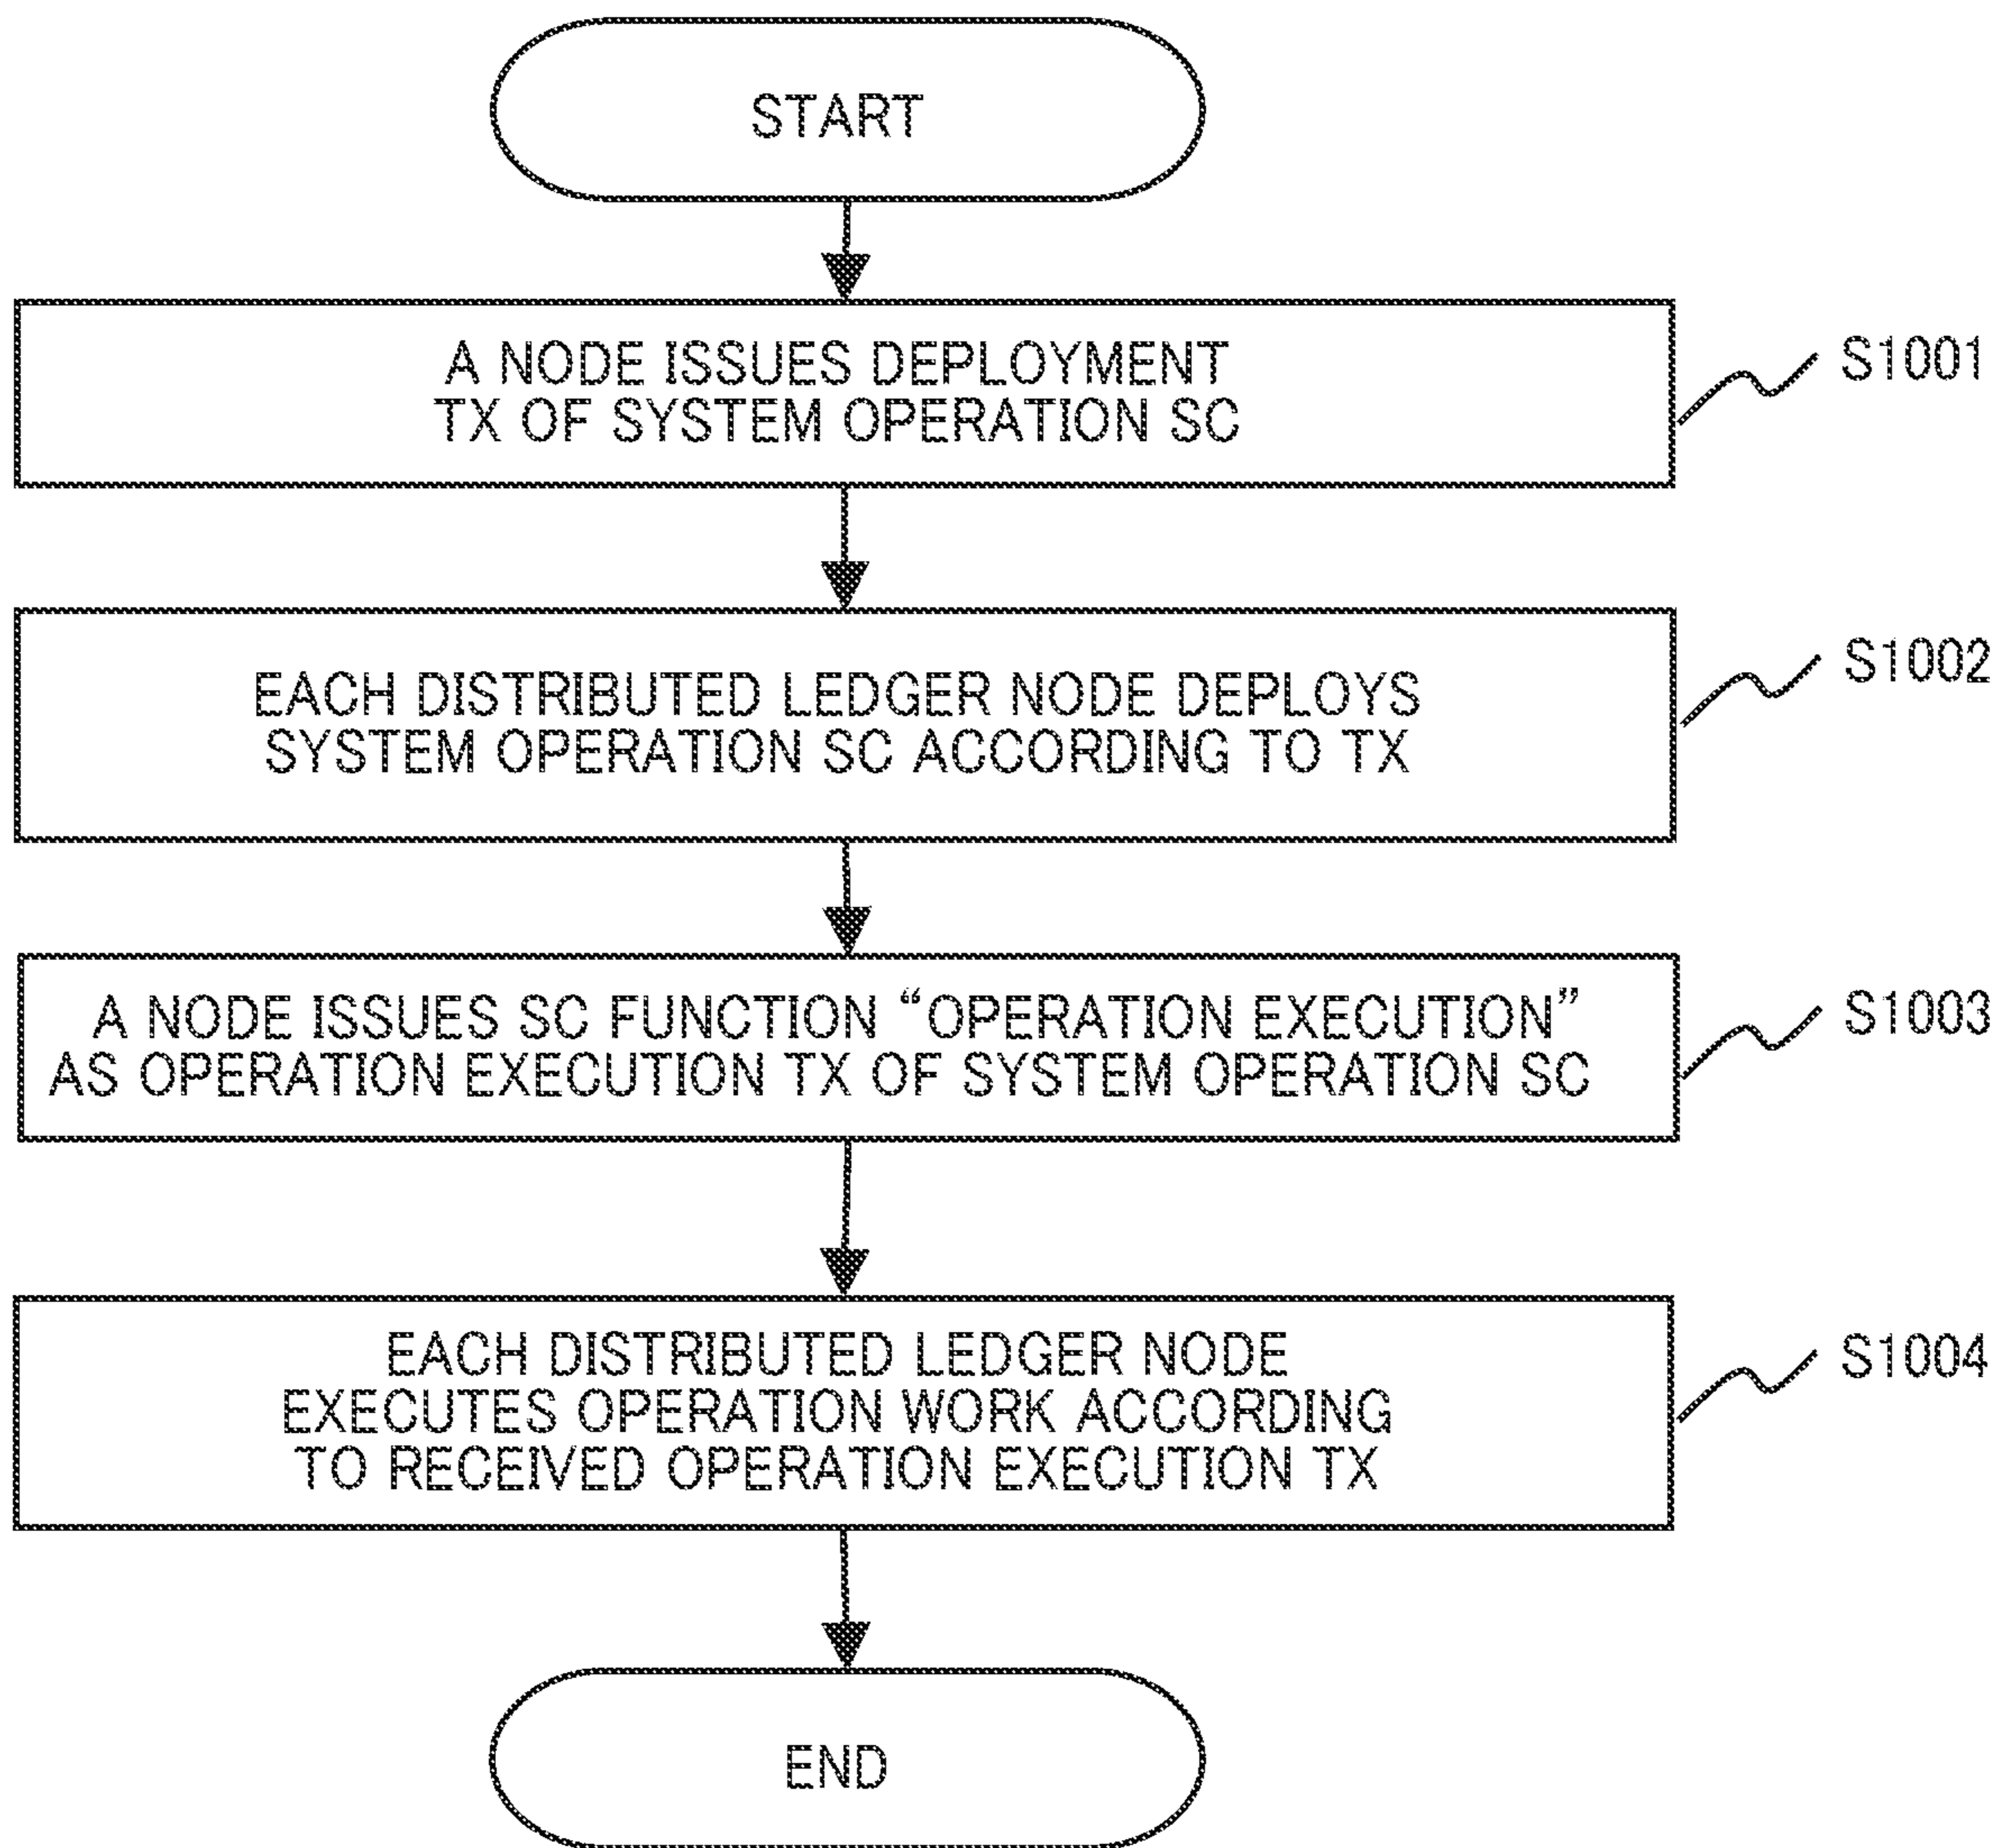 START
A NODE ISSUES DEPLOYMENT
TX OF SYSTEM OPERATION SC
S1001
EACH DISTRIBUTED LEDGER NODE DEPLOYS
SYSTEM OPERATION SC ACCORDING TO TX
S1002
A NODE ISSUES SC FUNCTION “OPERATION EXECUTION”
AS OPERATION EXECUTION TX OF SYSTEM OPERATION SC
S1003
EACH DISTRIBUTED LEDGER NODE
EXECUTES OPERATION WORK ACCORDING
TO RECEIVED OPERATION EXECUTION TX
S1004
END